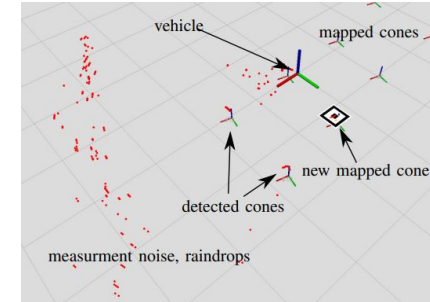 vehicle
mapped cones
new mapped cone
detected cones
measurment noise, raindrops